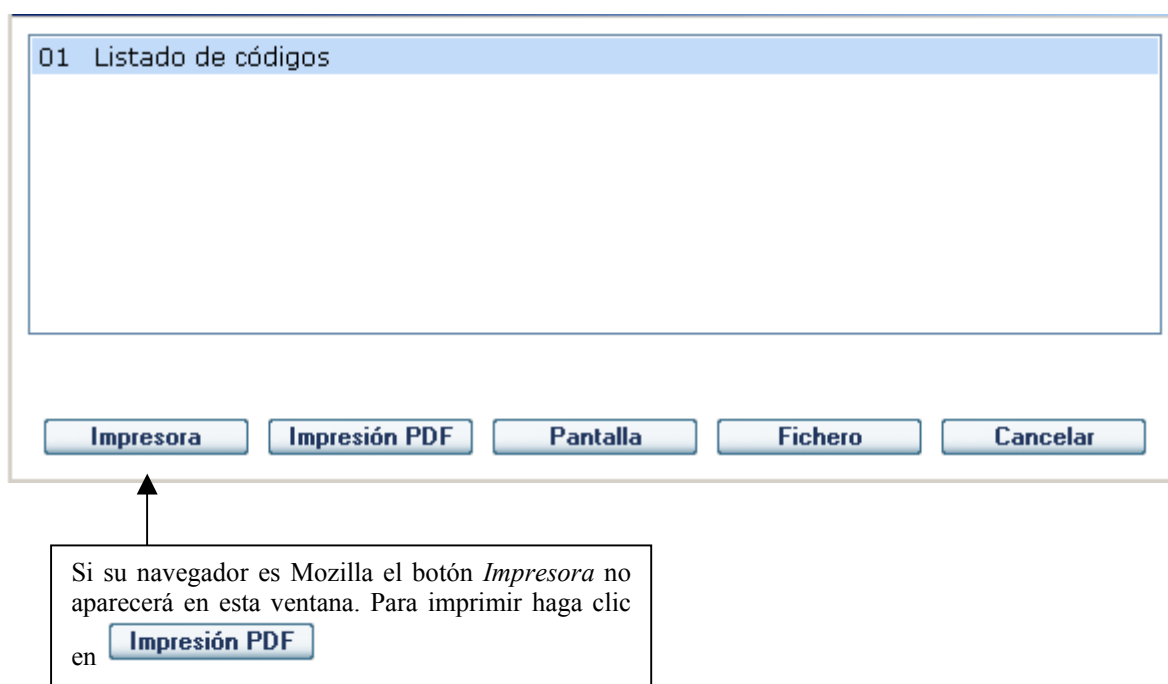 01 Listado de códigos
Impresora Impresión PDF Pantalla Fichero Cancelar
Si su navegador es Mozilla el botón Impresora no
aparecerá en esta ventana. Para imprimir haga clic
en Impresión PDF